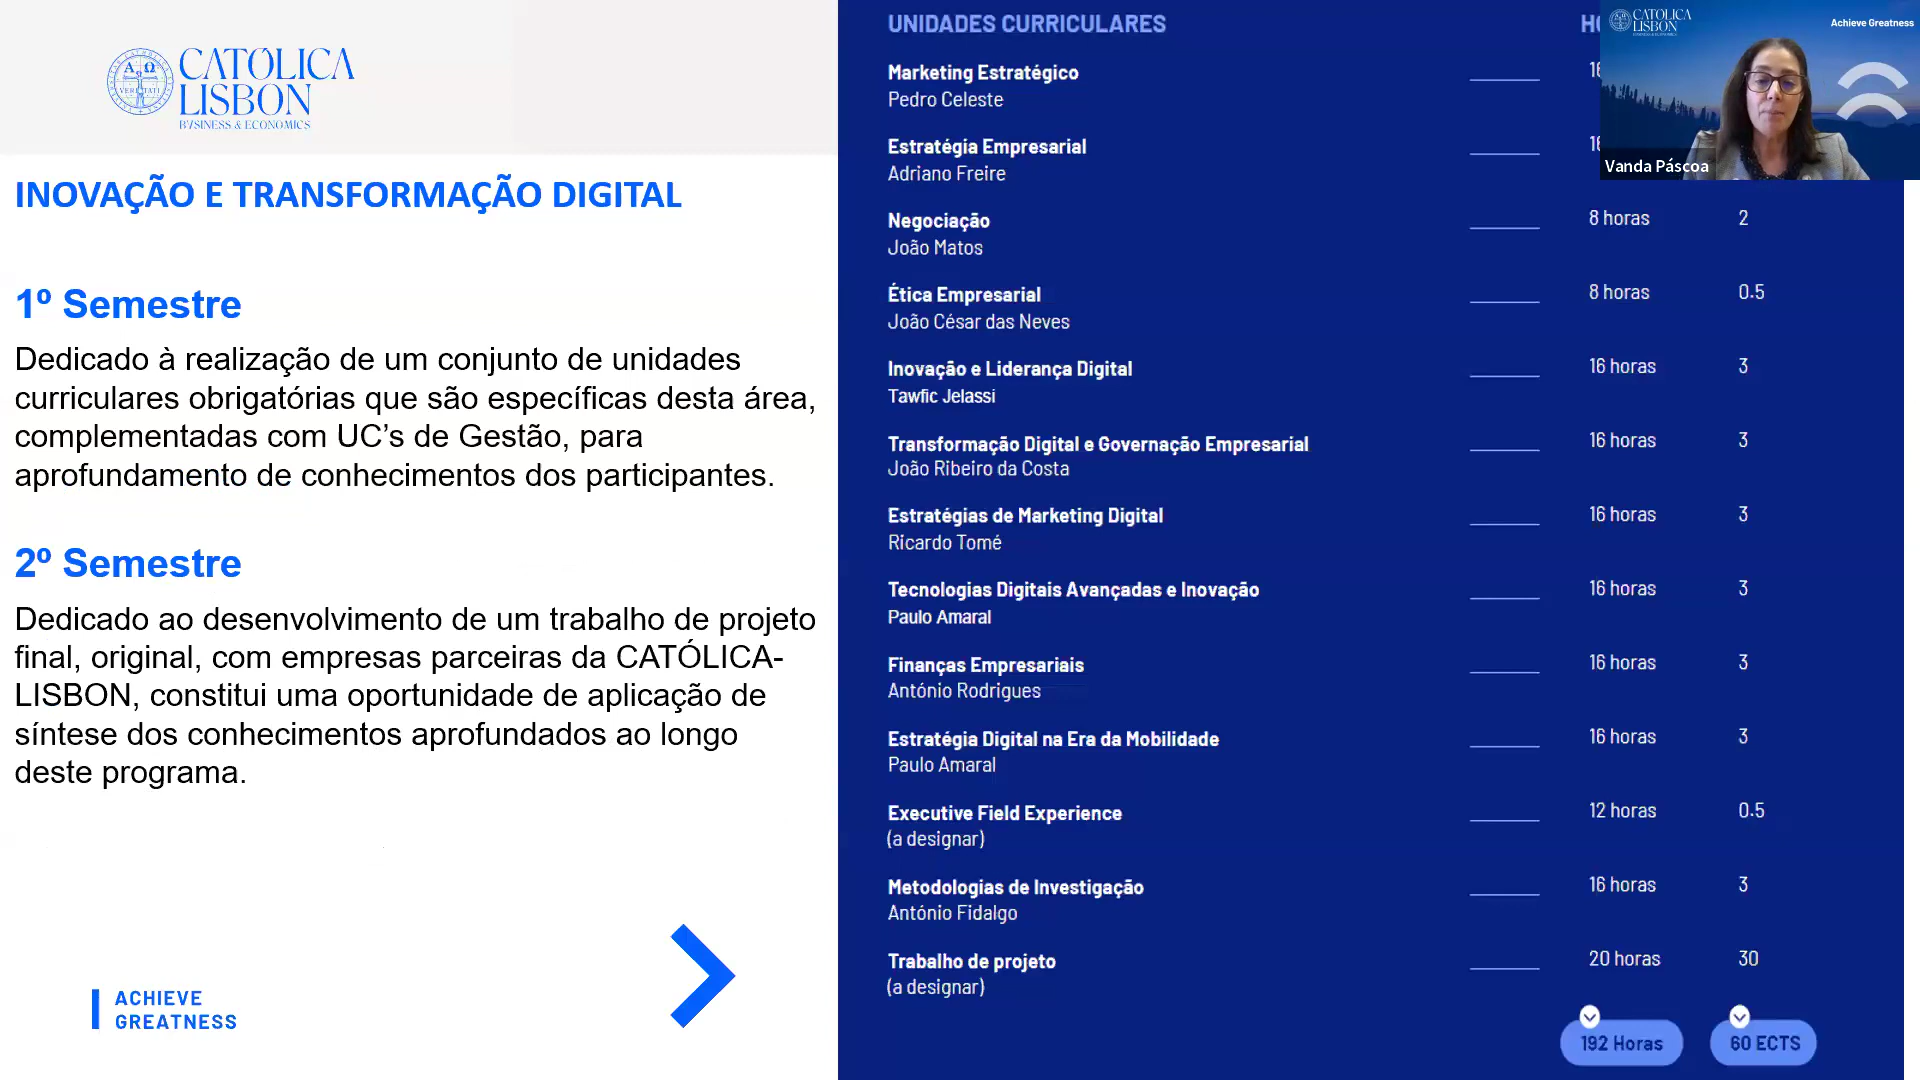 CATÓLICA
LISBON
BUSINESS & ECONOMICS
INOVAÇÃO E TRANSFORMAÇÃO DIGITAL
1º Semestre
Dedicado à realização de um conjunto de unidades
curriculares obrigatórias que são específicas desta área,
complementadas com UC’s de Gestão, para
aprofundamento de conhecimentos dos participantes.
2º Semestre
Dedicado ao desenvolvimento de um trabalho de projeto
final, original, com empresas parceiras da CATÓLICA-
LISBON, constitui uma oportunidade de aplicação de
síntese dos conhecimentos aprofundados ao longo
deste programa.
ACHIEVE
GREATNESS
UNIDADES CURRICULARES
Marketing Estratégico
Pedro Celeste
Estratégia Empresarial
Adriano Freire
Negociação 8 horas 2
João Matos
Ética Empresarial 8 horas 0.5
João César das Neves
Inovação e Liderança Digital 16 horas 3
Tawfic Jelassi
Transformação Digital e Governação Empresarial 16 horas 3
João Ribeiro da Costa
Estratégias de Marketing Digital 16 horas 3
Ricardo Tomé
Tecnologias Digitais Avançadas e Inovação 16 horas 3
Paulo Amaral
Finanças Empresariais 16 horas 3
António Rodrigues
Estratégia Digital na Era da Mobilidade 16 horas 3
Paulo Amaral
Executive Field Experience 12 horas 0.5
(a designar)
Metodologias de Investigação 16 horas 3
António Fidalgo
Trabalho de projeto 20 horas 30
(a designar)
192 Horas 60 ECTS
CATÓLICA
LISBON
Achieve Greatness
Vanda Páscoa